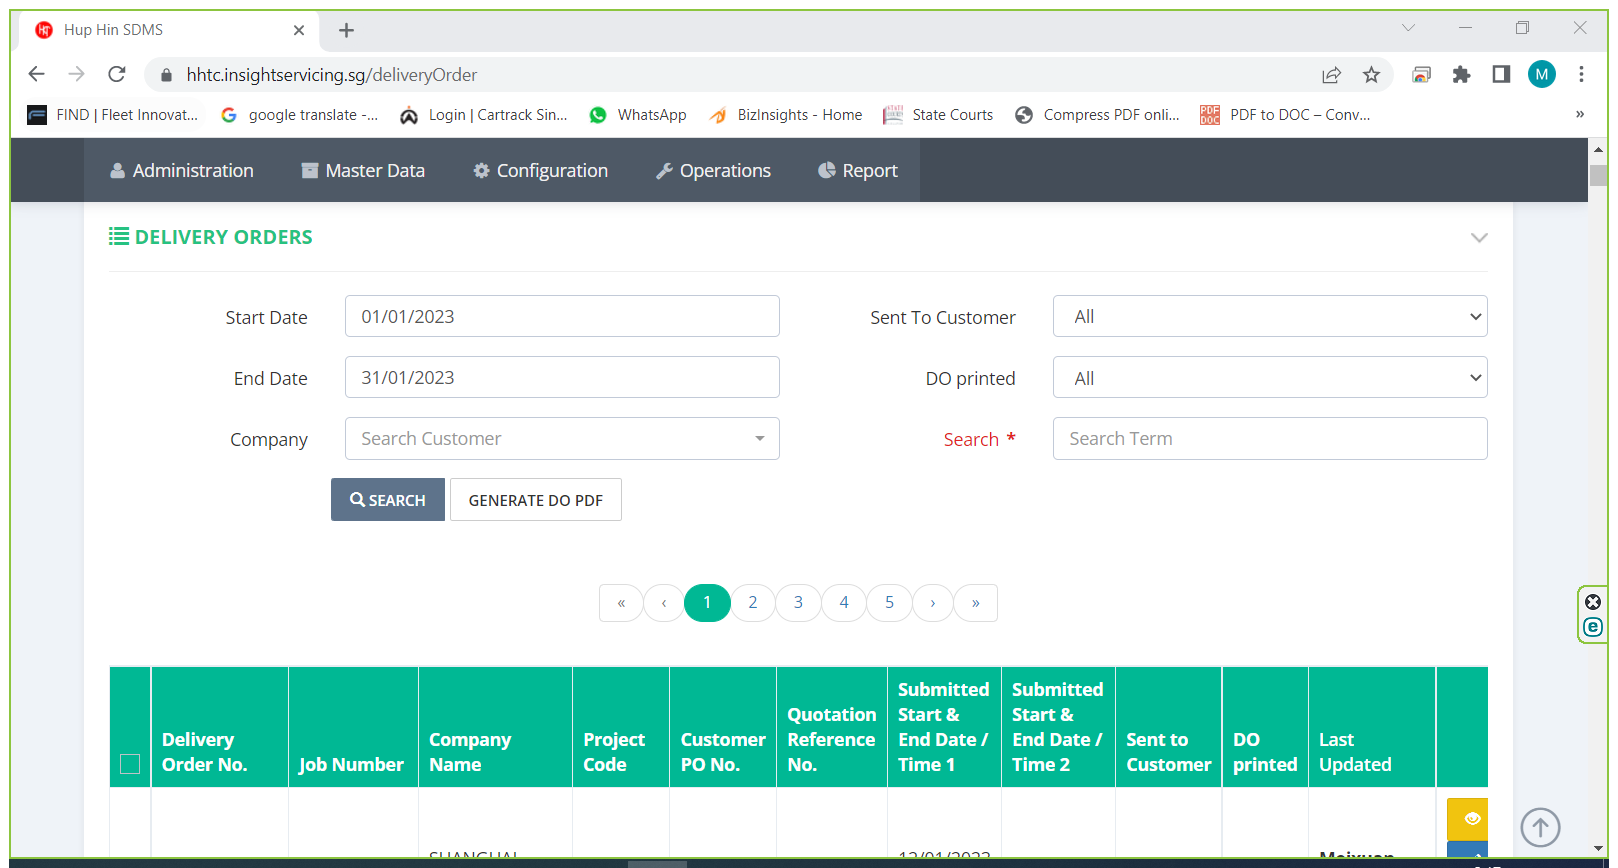 Hup Hin SDMS
hhtc.insightservicing.sg/deliveryOrder
M
FIND | Fleet Innovat...
google translate -...
Login | Cartrack Sin...
WhatsApp
BizInsights - Home
State Courts
Compress PDF onli...
PDF to DOC – Conv...
»
Administration
Master Data
Configuration
Operations
Report
DELIVERY ORDERS
Start Date
01/01/2023
Sent To Customer
All
End Date
31/01/2023
DO printed
All
Company
Search Customer
Search *
Search Term
SEARCH
GENERATE DO PDF
« ‹ 1 2 3 4 5 › »
Delivery Order No.
Job Number
Company Name
Project Code
Customer PO No.
Quotation Reference No.
Submitted Start & End Date / Time 1
Submitted Start & End Date / Time 2
Sent to Customer
DO printed
Last Updated
SHANGHAI
12/01/2023
Meixuan